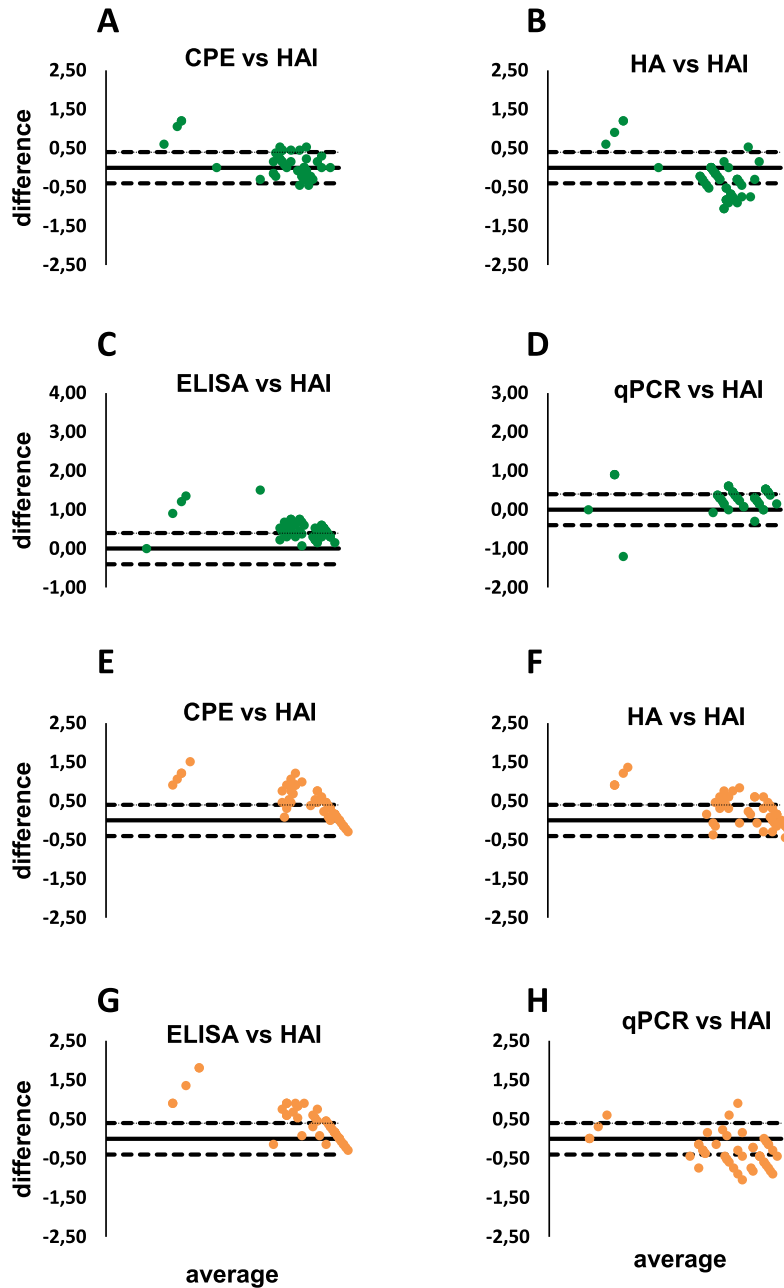 A
CPE vs HAI
2,50
1,50
0,50
-0,50
-1,50
-2,50
difference
B
HA vs HAI
2,50
1,50
0,50
-0,50
-1,50
-2,50
C
ELISA vs HAI
4,00
3,00
2,00
1,00
0,00
-1,00
difference
D
qPCR vs HAI
3,00
2,00
1,00
0,00
-1,00
-2,00
E
CPE vs HAI
2,50
1,50
0,50
-0,50
-1,50
-2,50
difference
F
HA vs HAI
2,50
1,50
0,50
-0,50
-1,50
-2,50
G
ELISA vs HAI
2,50
1,50
0,50
-0,50
-1,50
-2,50
difference
average
H
qPCR vs HAI
2,50
1,50
0,50
-0,50
-1,50
-2,50
average